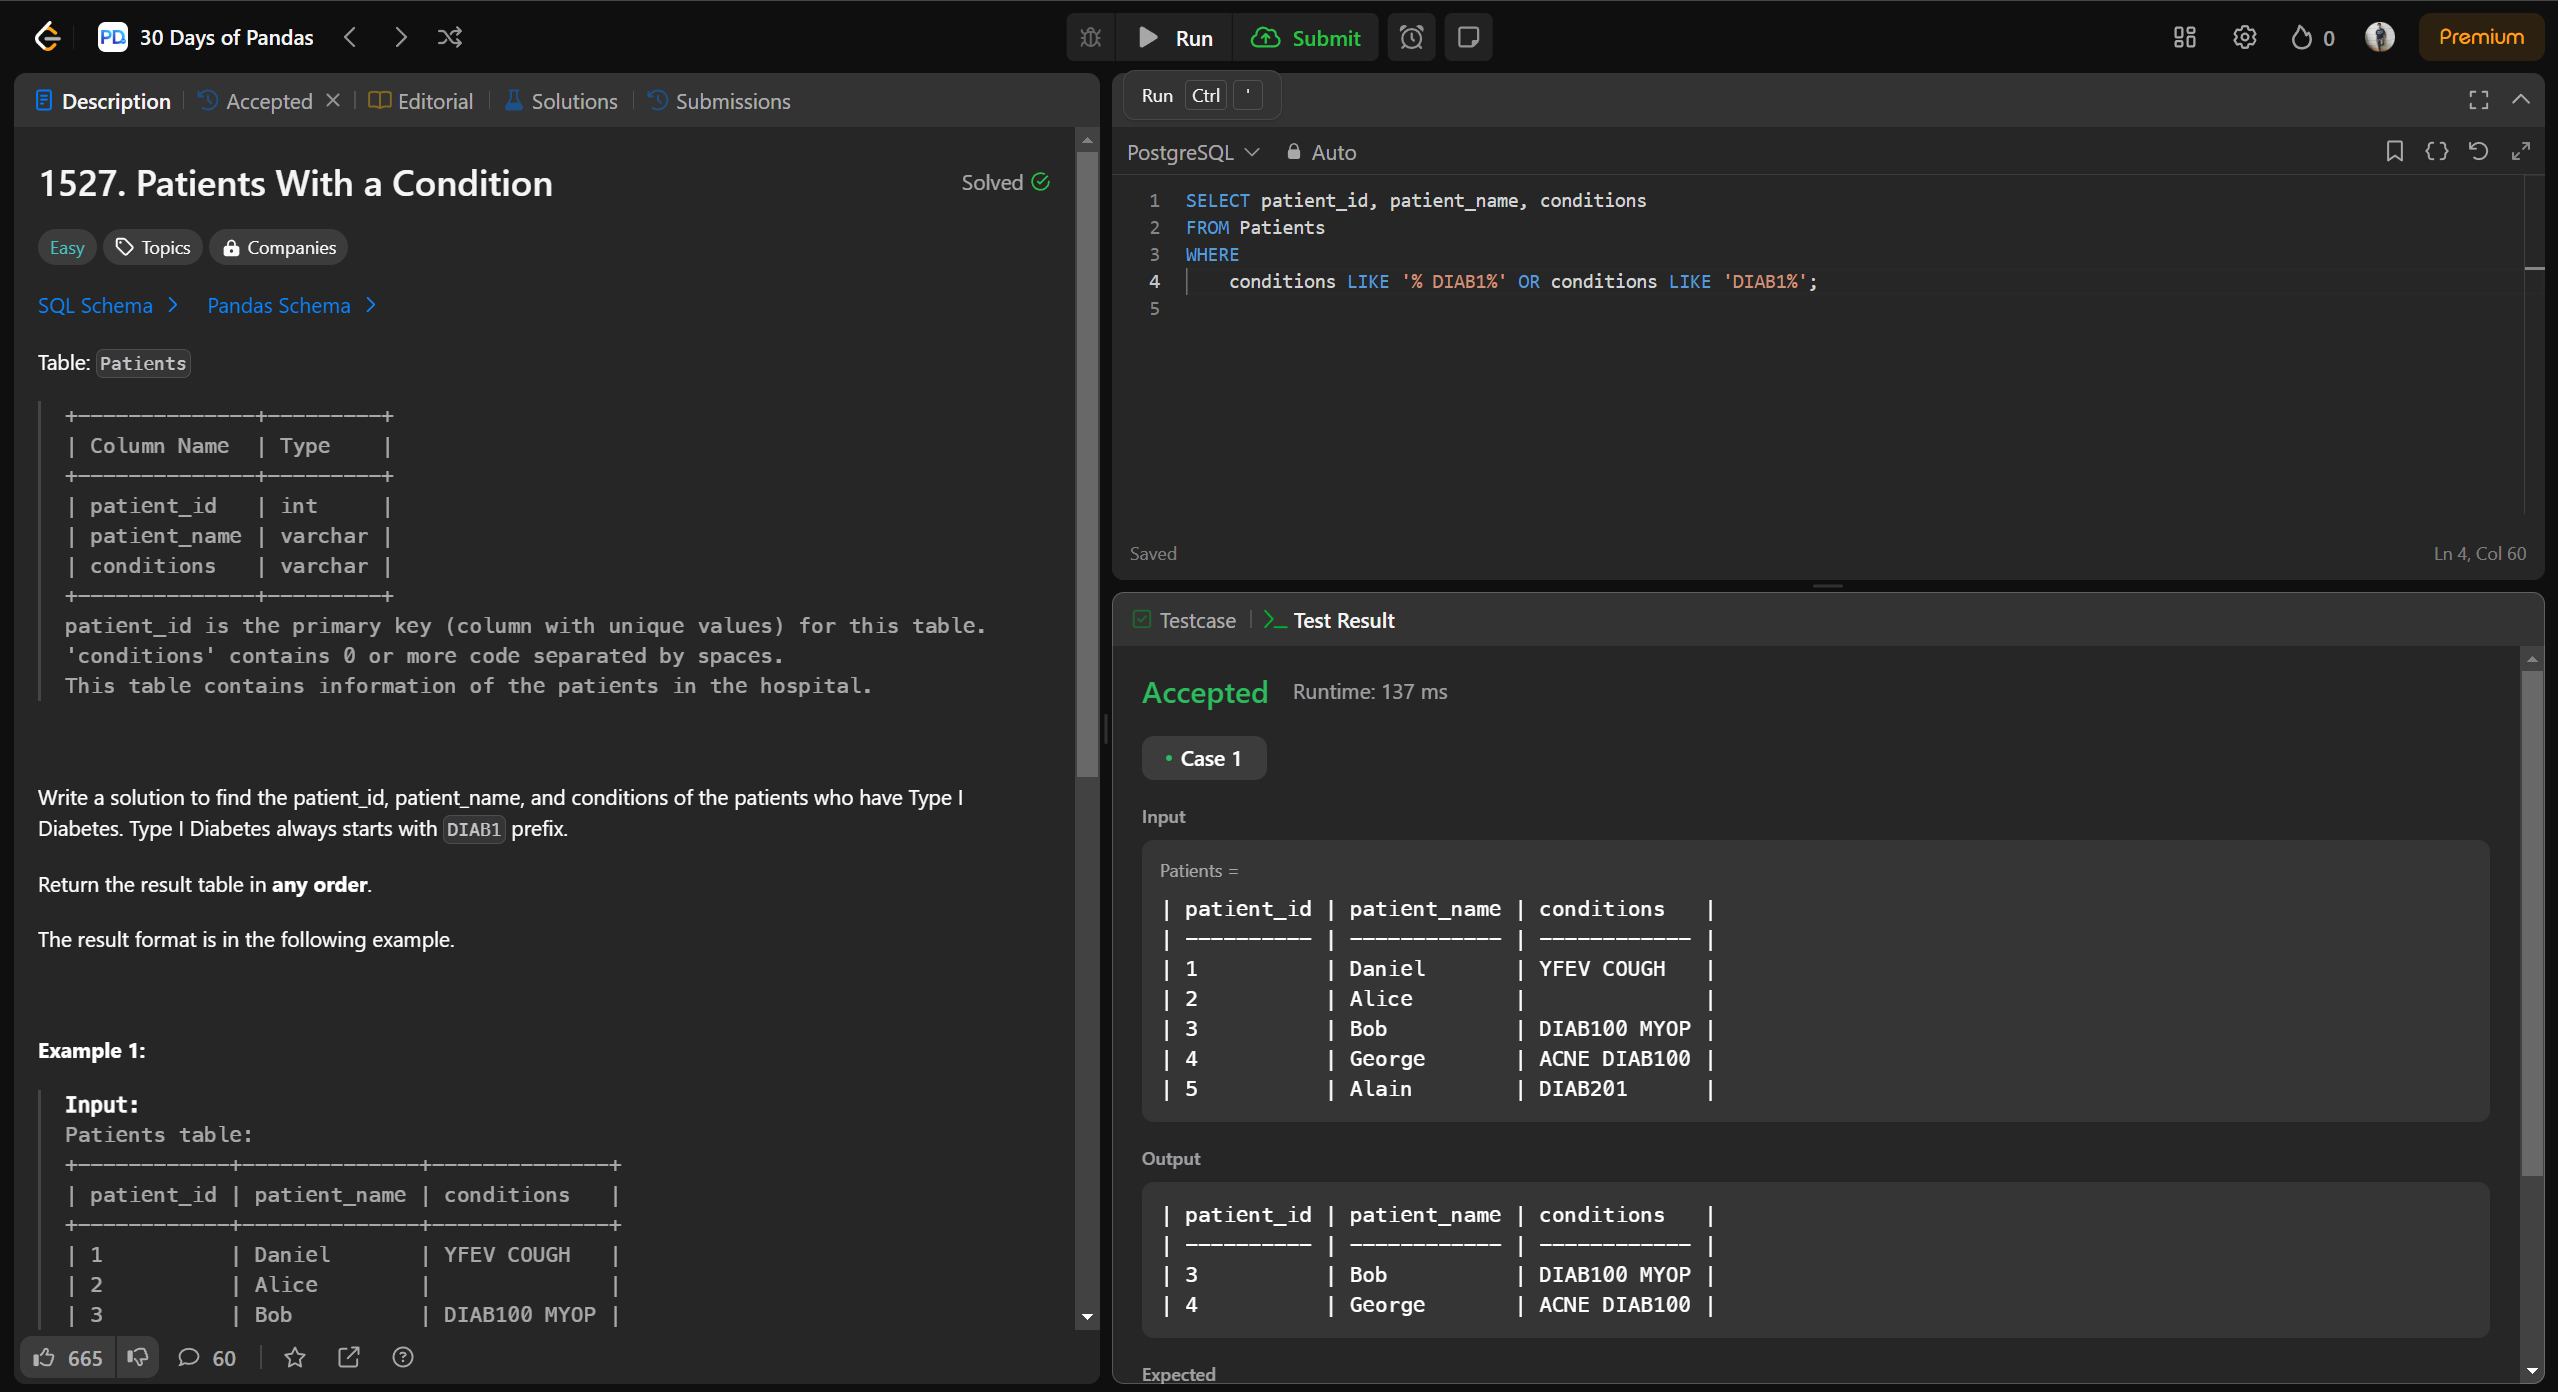 30 Days of Pandas
Run
Submit
0
Premium
Description
Accepted
Editorial
Solutions
Submissions
1527. Patients With a Condition
Solved
Easy
Topics
Companies
SQL Schema
Pandas Schema
Table: Patients
+--------------+---------+
| Column Name  | Type    |
+--------------+---------+
| patient_id   | int     |
| patient_name | varchar |
| conditions   | varchar |
+--------------+---------+
patient_id is the primary key (column with unique values) for this table.
'conditions' contains 0 or more code separated by spaces.
This table contains information of the patients in the hospital.
Write a solution to find the patient_id, patient_name, and conditions of the patients who have Type I
Diabetes. Type I Diabetes always starts with DIAB1 prefix.
Return the result table in any order.
The result format is in the following example.
Example 1:
Input:
Patients table:
+------------+--------------+--------------+
| patient_id | patient_name | conditions   |
+------------+--------------+--------------+
| 1          | Daniel       | YFEV COUGH   |
| 2          | Alice        |              |
| 3          | Bob          | DIAB100 MYOP |
665
60
Run Ctrl '
PostgreSQL
Auto
1 SELECT patient_id, patient_name, conditions
2 FROM Patients
3 WHERE
4     conditions LIKE '% DIAB1%' OR conditions LIKE 'DIAB1%';
5
Saved
Ln 4, Col 60
Testcase
Test Result
Accepted
Runtime: 137 ms
Case 1
Input
Patients =
| patient_id | patient_name | conditions   |
| ---------- | ------------ | ------------ |
| 1          | Daniel       | YFEV COUGH   |
| 2          | Alice        |              |
| 3          | Bob          | DIAB100 MYOP |
| 4          | George       | ACNE DIAB100 |
| 5          | Alain        | DIAB201      |
Output
| patient_id | patient_name | conditions   |
| ---------- | ------------ | ------------ |
| 3          | Bob          | DIAB100 MYOP |
| 4          | George       | ACNE DIAB100 |
Expected